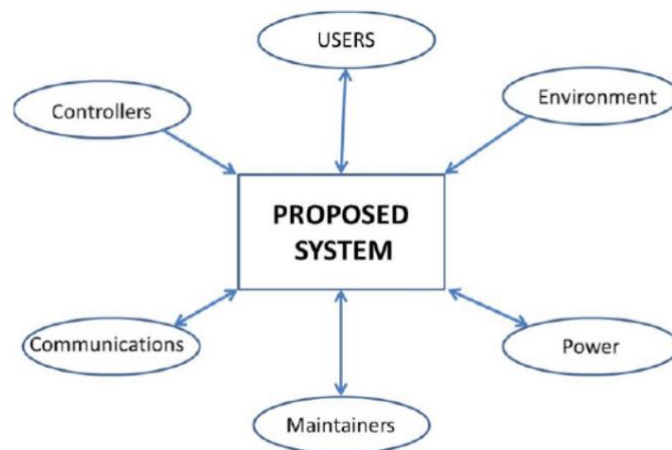 USERS
Controllers
Environment
PROPOSED
SYSTEM
Communications
Power
Maintainers